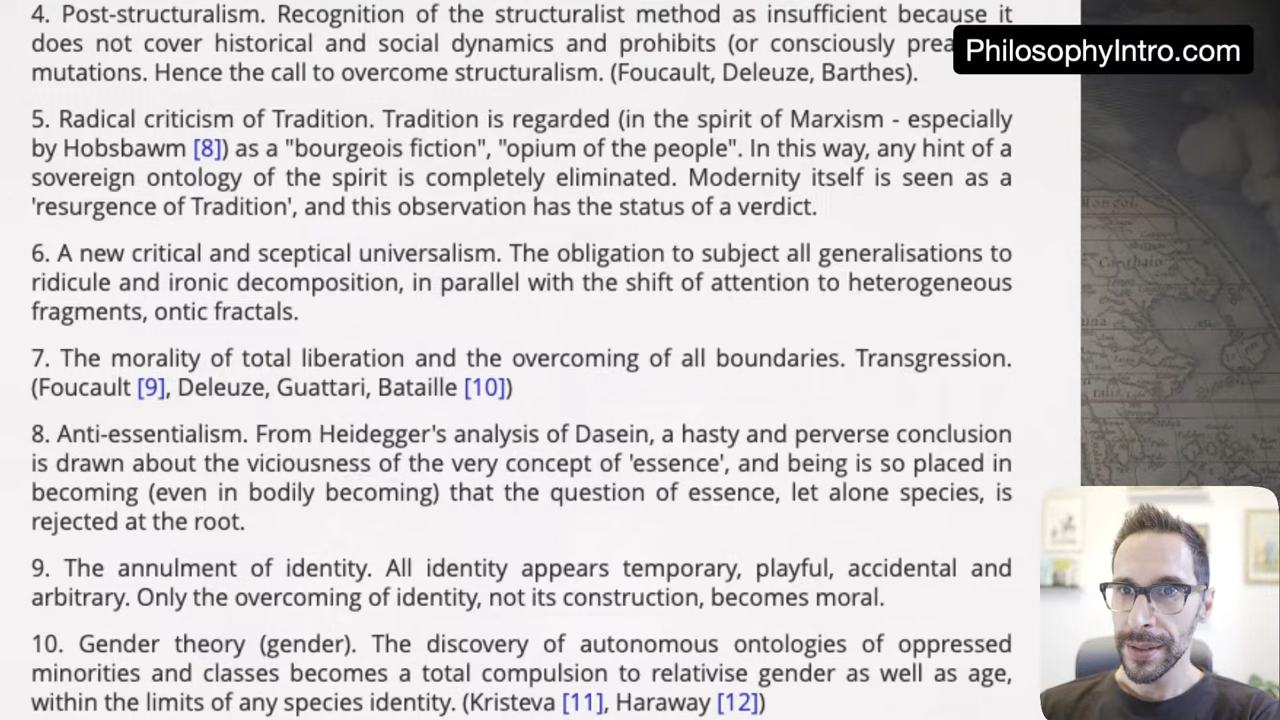 4. Post-structuralism. Recognition of the structuralist method as insufficient because it
does not cover historical and social dynamics and prohibits (or consciously
PhilosophyIntro.com
mutations. Hence the call to overcome structuralism. (Foucault, Deleuze, Barthes).
5. Radical criticism of Tradition. Tradition is regarded (in the spirit of Marxism - especially
by Hobsbawm [8]) as a "bourgeois fiction", "opium of the people". In this way, any hint of a
sovereign ontology of the spirit is completely eliminated. Modernity itself is seen as a
'resurgence of Tradition', and this observation has the status of a verdict.
6. A new critical and sceptical universalism. The obligation to subject all generalisations to
ridicule and ironic decomposition, in parallel with the shift of attention to heterogeneous
fragments, ontic fractals.
7. The morality of total liberation and the overcoming of all boundaries. Transgression.
(Foucault [9], Deleuze, Guattari, Bataille [10])
8. Anti-essentialism. From Heidegger's analysis of Dasein, a hasty and perverse conclusion
is drawn about the viciousness of the very concept of 'essence', and being is so placed in
becoming (even in bodily becoming) that the question of essence, let alone species, is
rejected at the root.
9. The annulment of identity. All identity appears temporary, playful, accidental and
arbitrary. Only the overcoming of identity, not its construction, becomes moral.
10. Gender theory (gender). The discovery of autonomous ontologies of oppressed
minorities and classes becomes a total compulsion to relativise gender as well as age,
within the limits of any species identity. (Kristeva [11], Haraway [12])